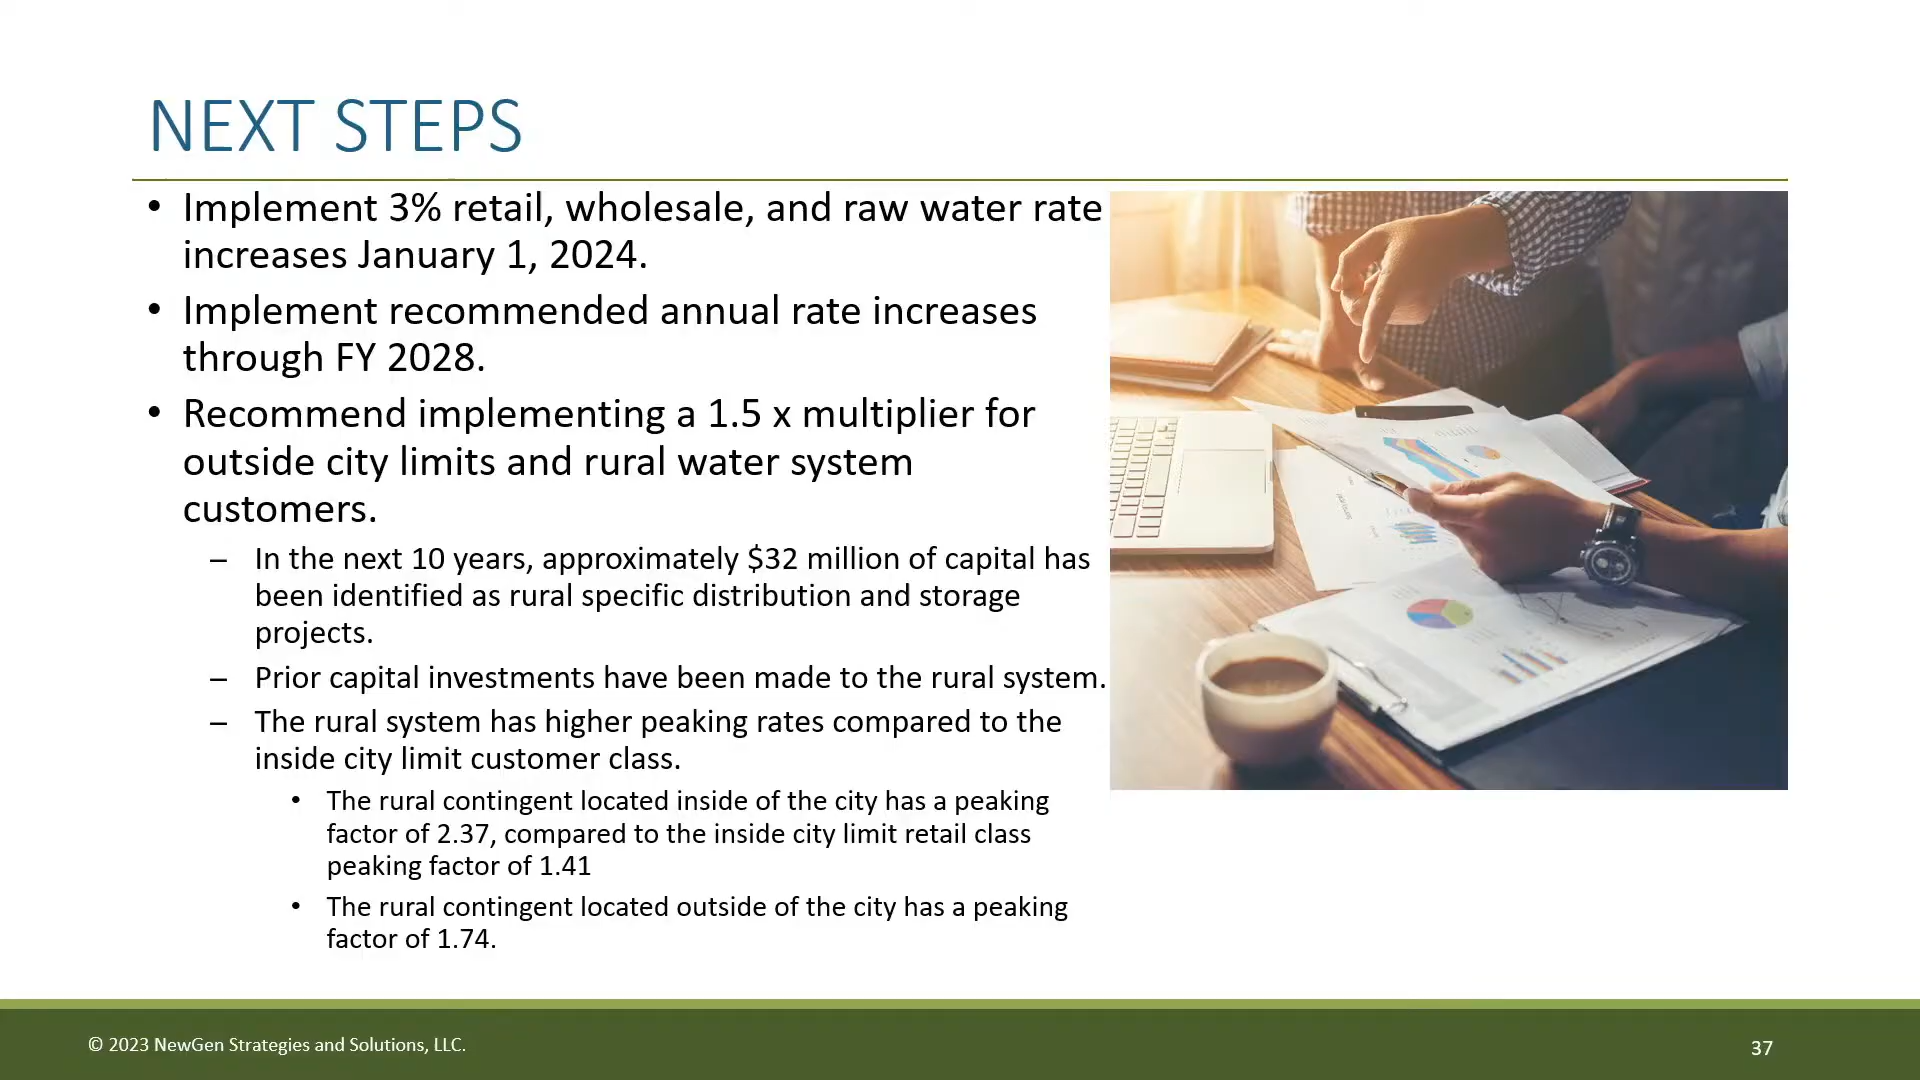 NEXT STEPS
• Implement 3% retail, wholesale, and raw water rate
increases January 1, 2024.
• Implement recommended annual rate increases
through FY 2028.
• Recommend implementing a 1.5 x multiplier for
outside city limits and rural water system
customers.
– In the next 10 years, approximately $32 million of capital has
been identified as rural specific distribution and storage
projects.
– Prior capital investments have been made to the rural system.
– The rural system has higher peaking rates compared to the
inside city limit customer class.
• The rural contingent located inside of the city has a peaking
factor of 2.37, compared to the inside city limit retail class
peaking factor of 1.41
• The rural contingent located outside of the city has a peaking
factor of 1.74.
© 2023 NewGen Strategies and Solutions, LLC.
37